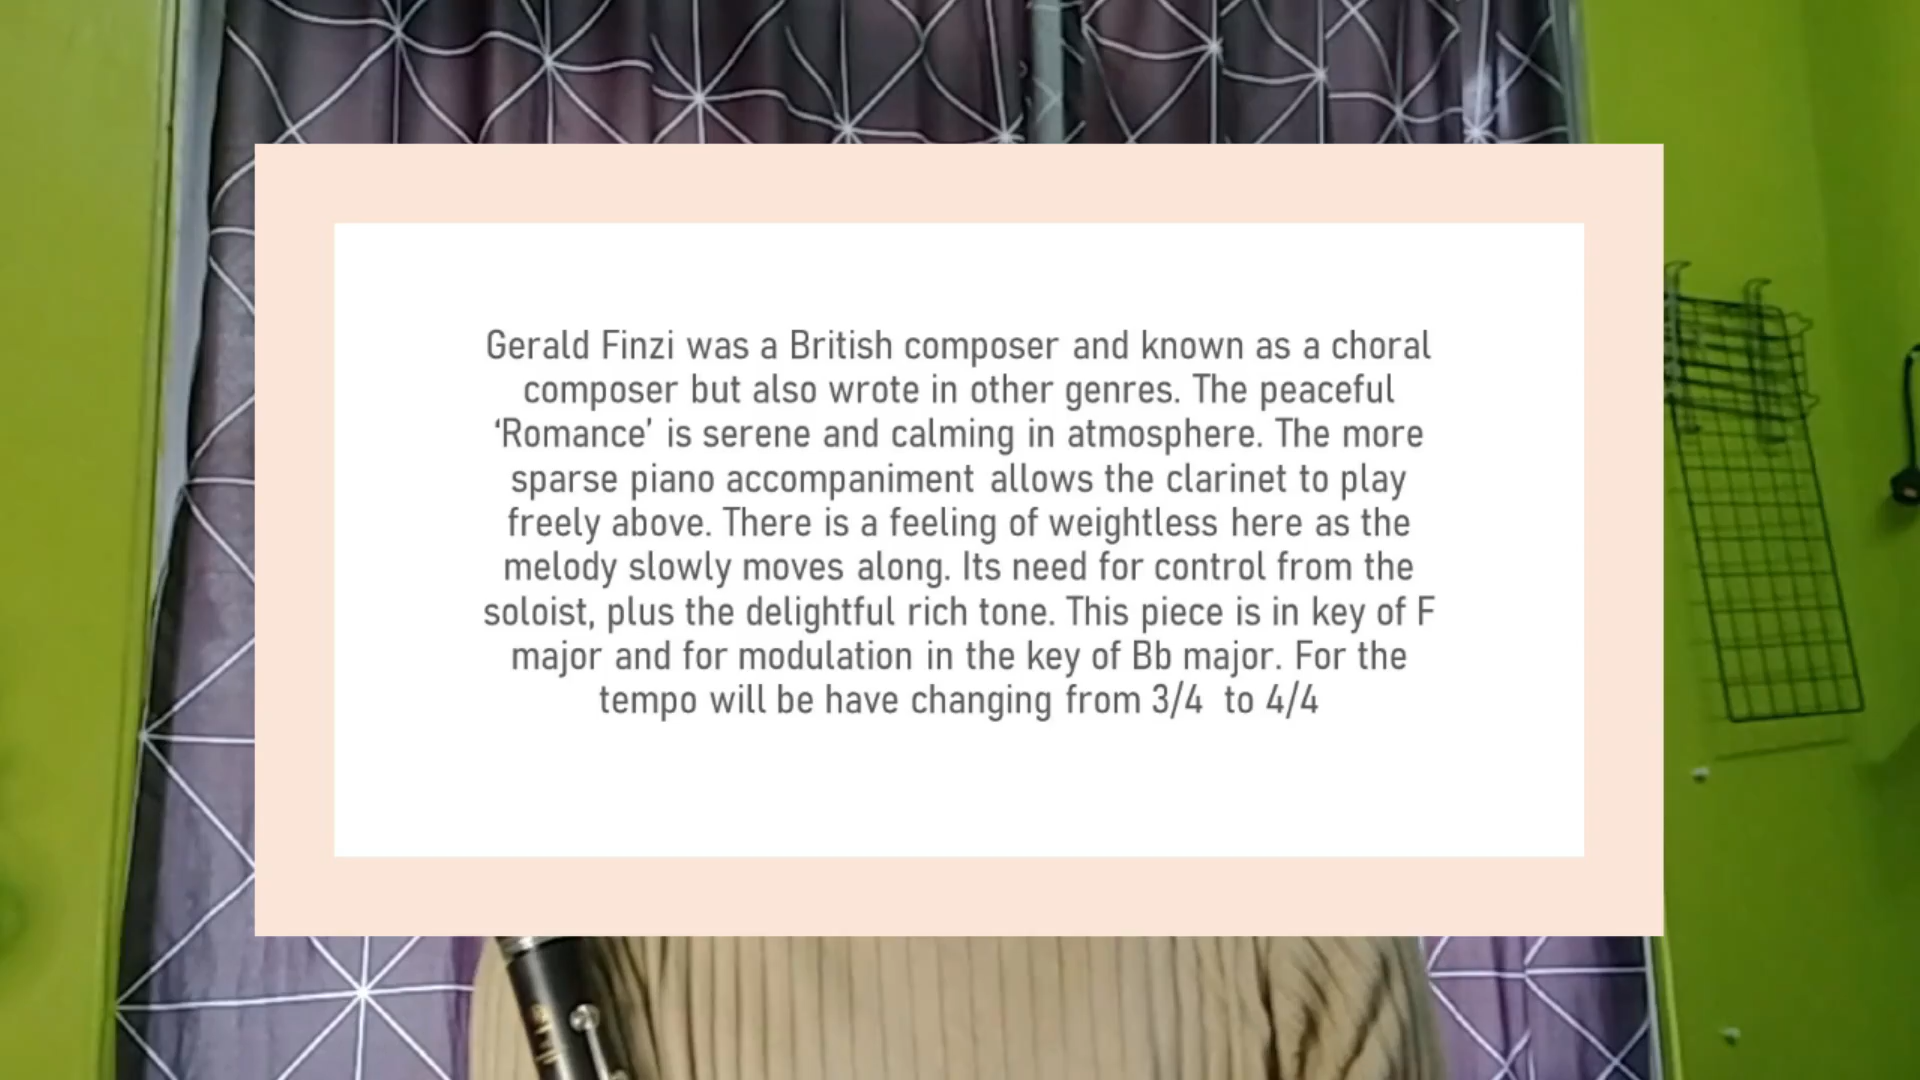 Gerald Finzi was a British composer and known as a choral
composer but also wrote in other genres. The peaceful
‘Romance’ is serene and calming in atmosphere. The more
sparse piano accompaniment allows the clarinet to play
freely above. There is a feeling of weightless here as the
melody slowly moves along. Its need for control from the
soloist, plus the delightful rich tone. This piece is in key of F
major and for modulation in the key of Bb major. For the
tempo will be have changing from 3/4 to 4/4